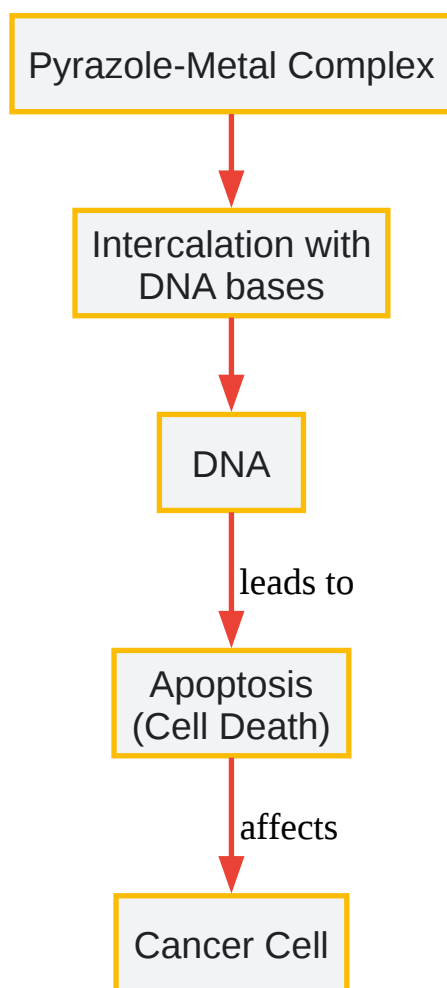 Pyrazole-Metal Complex
Intercalation with
DNA bases
DNA
leads to
Apoptosis
(Cell Death)
affects
Cancer Cell